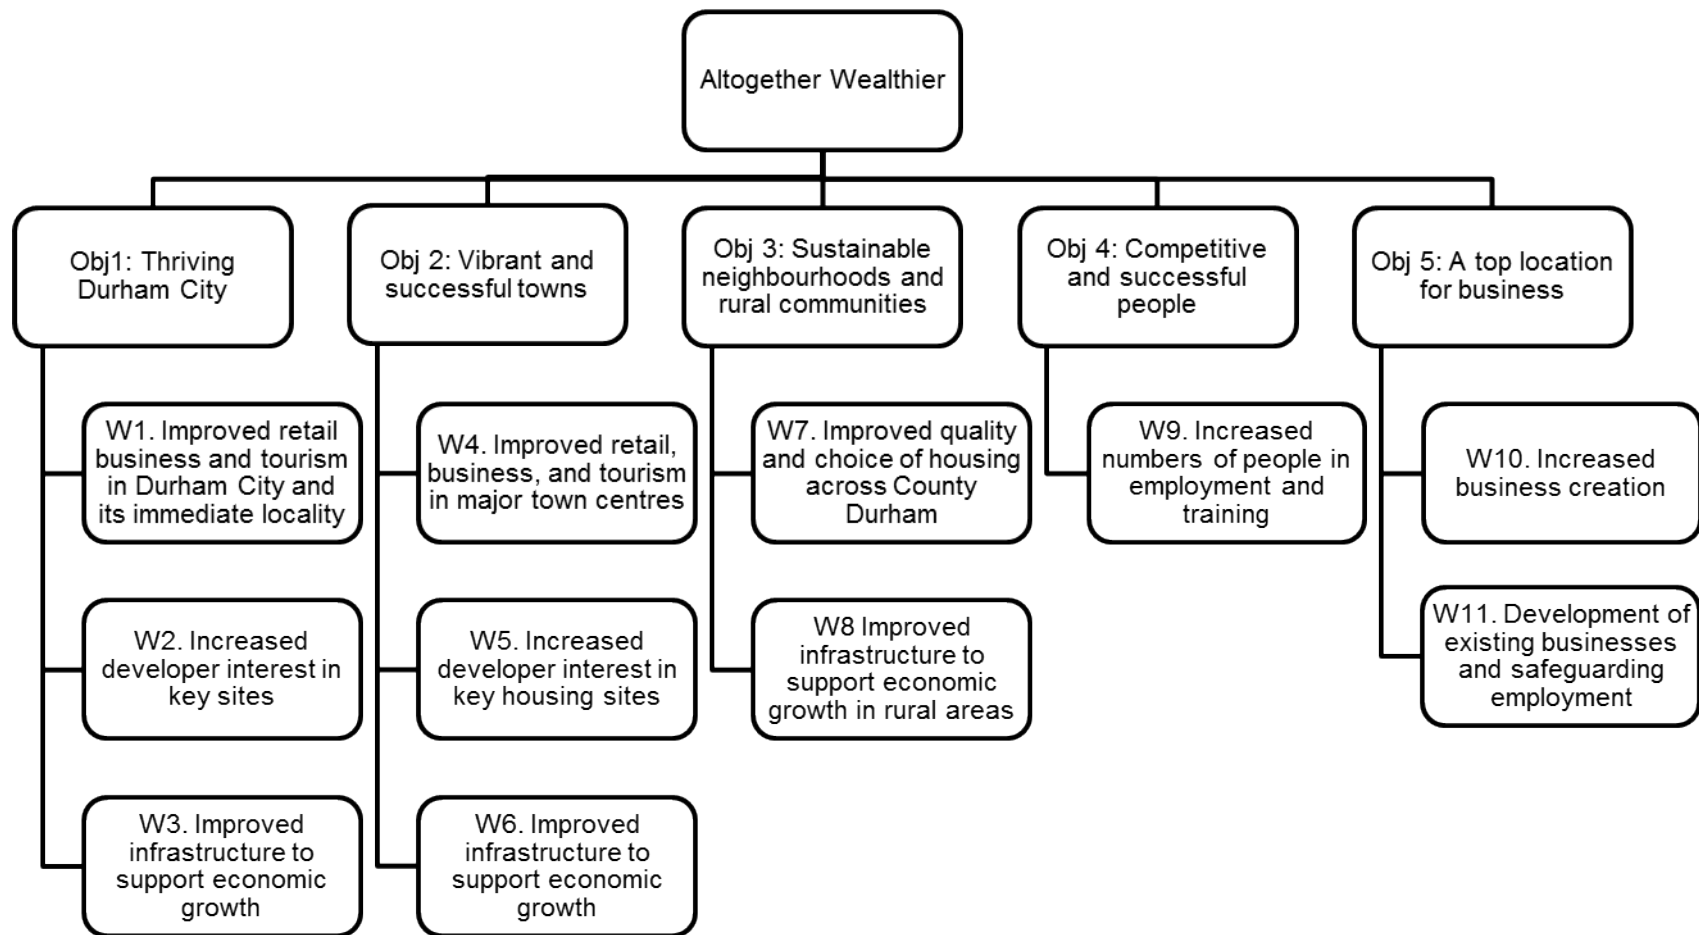 Altogether Wealthier
Obj1: Thriving
Durham City
Obj 2: Vibrant and
successful towns
Obj 3: Sustainable
neighbourhoods and
rural communities
Obj 4: Competitive
and successful
people
Obj 5: A top location
for business
W1. Improved retail
business and tourism
in Durham City and
its immediate locality
W4. Improved retail,
business, and tourism
in major town centres
W7. Improved quality
and choice of housing
across County
Durham
W9. Increased
numbers of people in
employment and
training
W10. Increased
business creation
W2. Increased
developer interest in
key sites
W5. Increased
developer interest in
key housing sites
W8 Improved
infrastructure to
support economic
growth in rural areas
W11. Development of
existing businesses
and safeguarding
employment
W3. Improved
infrastructure to
support economic
growth
W6. Improved
infrastructure to
support economic
growth